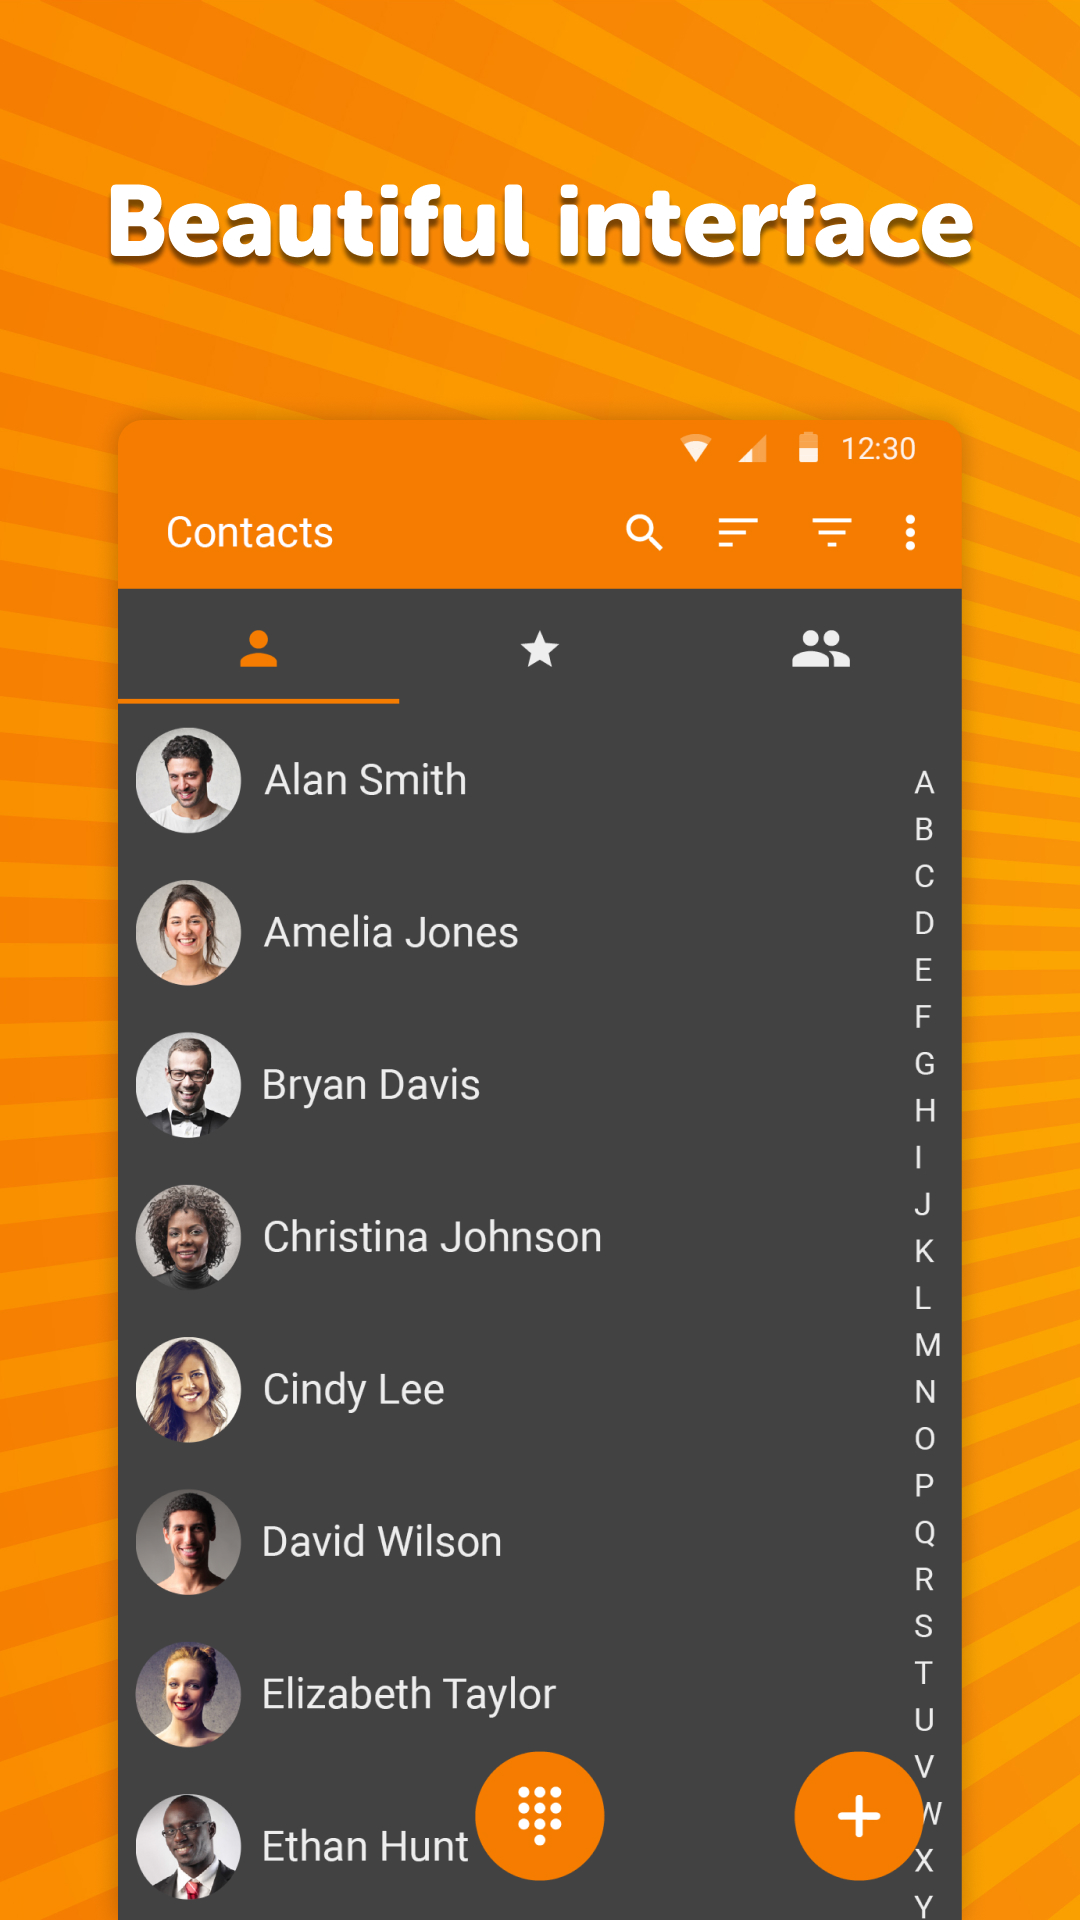 Beautiful interface
12:30
Contacts
Alan Smith
Amelia Jones
Bryan Davis
Christina Johnson
Cindy Lee
David Wilson
Elizabeth Taylor
Ethan Hunt
A
B
C
D
E
F
G
H
I
J
K
L
M
N
O
P
Q
R
S
T
U
V
W
X
Y